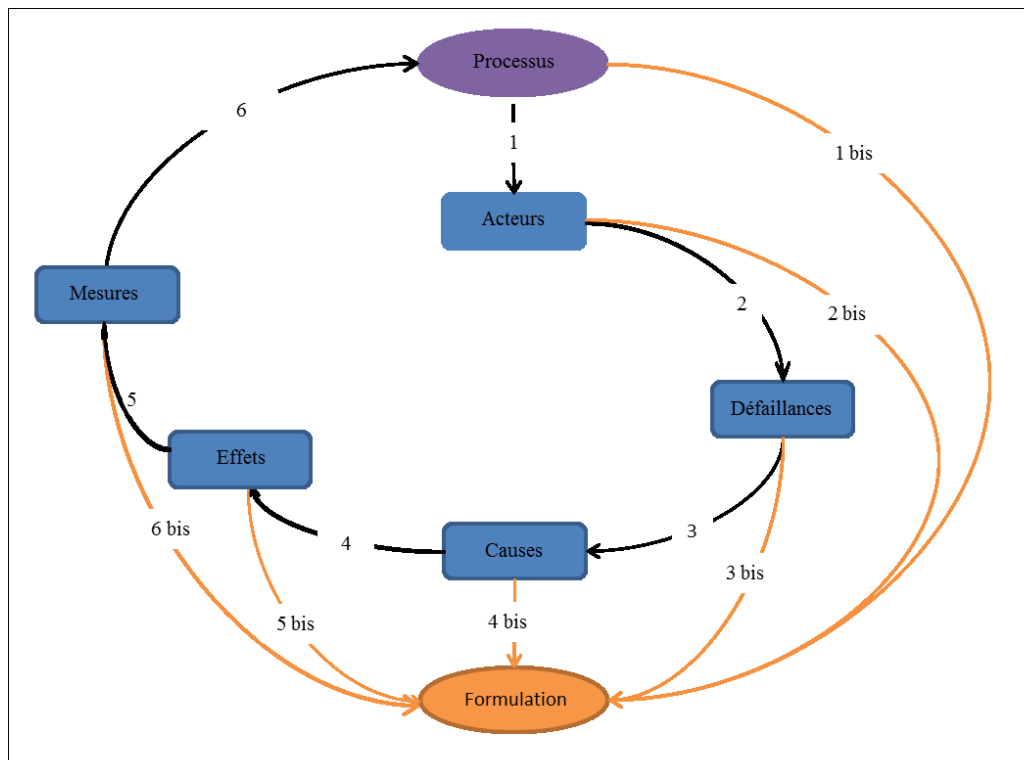 Processus
6
1
1 bis
Acteurs
Mesures
2
2 bis
5
Défaillances
Effets
6 bis
4
Causes
3
3 bis
5 bis
4 bis
Formulation